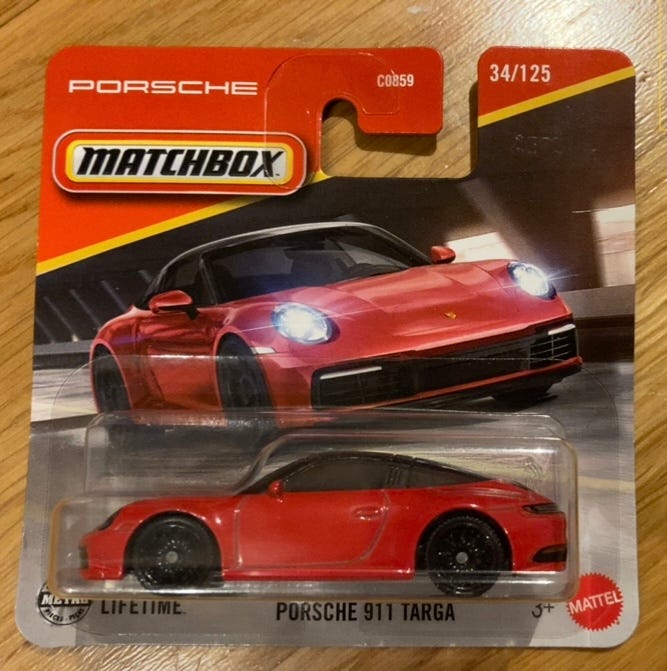 PORSCHE
C0859
34/125
MATCHBOX
LIFETIME
PORSCHE 911 TARGA
3+
MATTEL